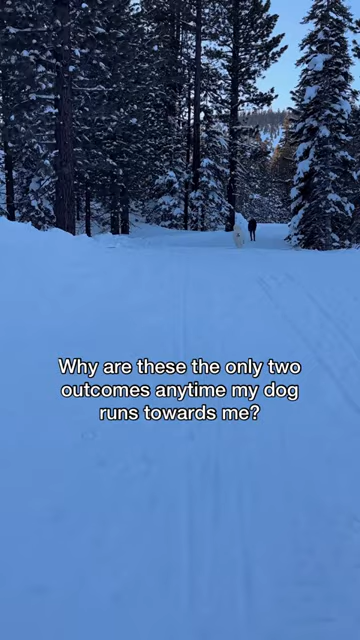 Why are these the only two
outcomes anytime my dog
runs towards me?